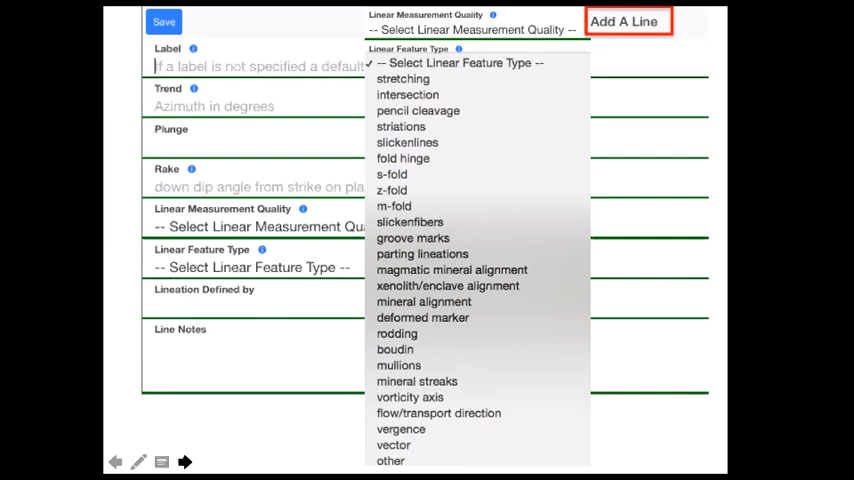 Save
Add A Line
Label
If a label is not specified a default
Trend
Azimuth in degrees
Plunge
Rake
down dip angle from strike on pla
Linear Measurement Quality
-- Select Linear Measurement Qua
Linear Feature Type
-- Select Linear Feature Type --
Lineation Defined by
Line Notes
Linear Measurement Quality
-- Select Linear Measurement Quality --
Linear Feature Type
✓ -- Select Linear Feature Type --
stretching
intersection
pencil cleavage
striations
slickenlines
fold hinge
s-fold
z-fold
m-fold
slickenfibers
groove marks
parting lineations
magmatic mineral alignment
xenolith/enclave alignment
mineral alignment
deformed marker
rodding
boudin
mullions
mineral streaks
vorticity axis
flow/transport direction
vergence
vector
other